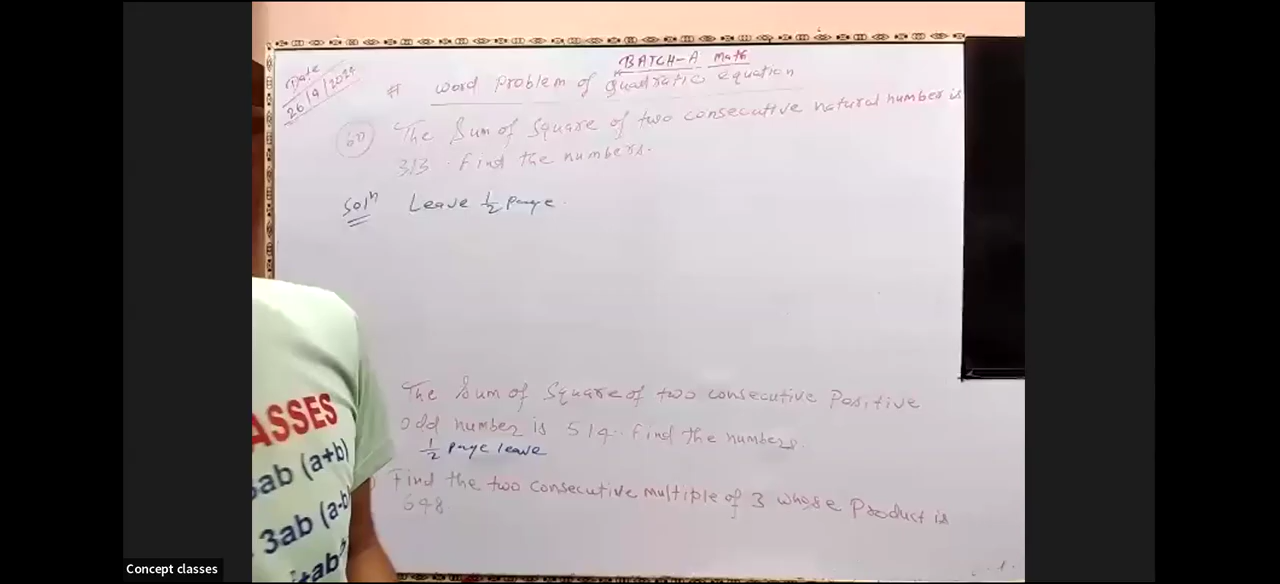 BATCH-A Math
Date
26/9/2024
# Word Problem of quadratic equation
The Sum of Square of two consecutive natural number is
313. Find the numbers.
Solⁿ Leave 1/2 page.
The Sum of Square of two consecutive Positive
odd number is 514. Find the numbers.
1/2 page leave
Find the two consecutive multiple of 3 whose Product is
648
ASSES
3ab (a+b)
3ab (a-b
+ab
Concept classes